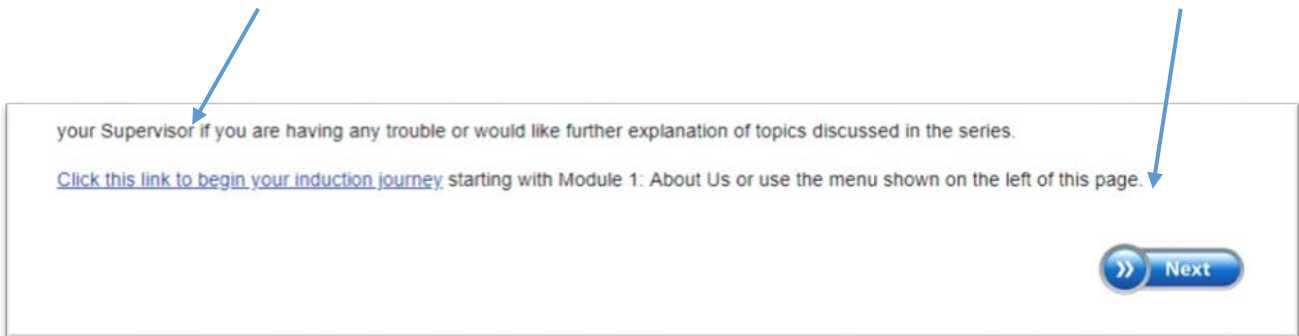 your Supervisor if you are having any trouble or would like further explanation of topics discussed in the series.
Click this link to begin your induction journey starting with Module 1: About Us or use the menu shown on the left of this page.
Next